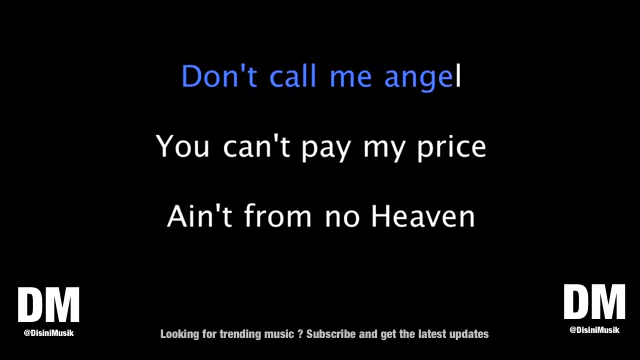 Don't call me angel
You can't pay my price
Ain't from no Heaven
DM
@DisiniMusik
DM
@DisiniMusik
Looking for trending music ? Subscribe and get the latest updates